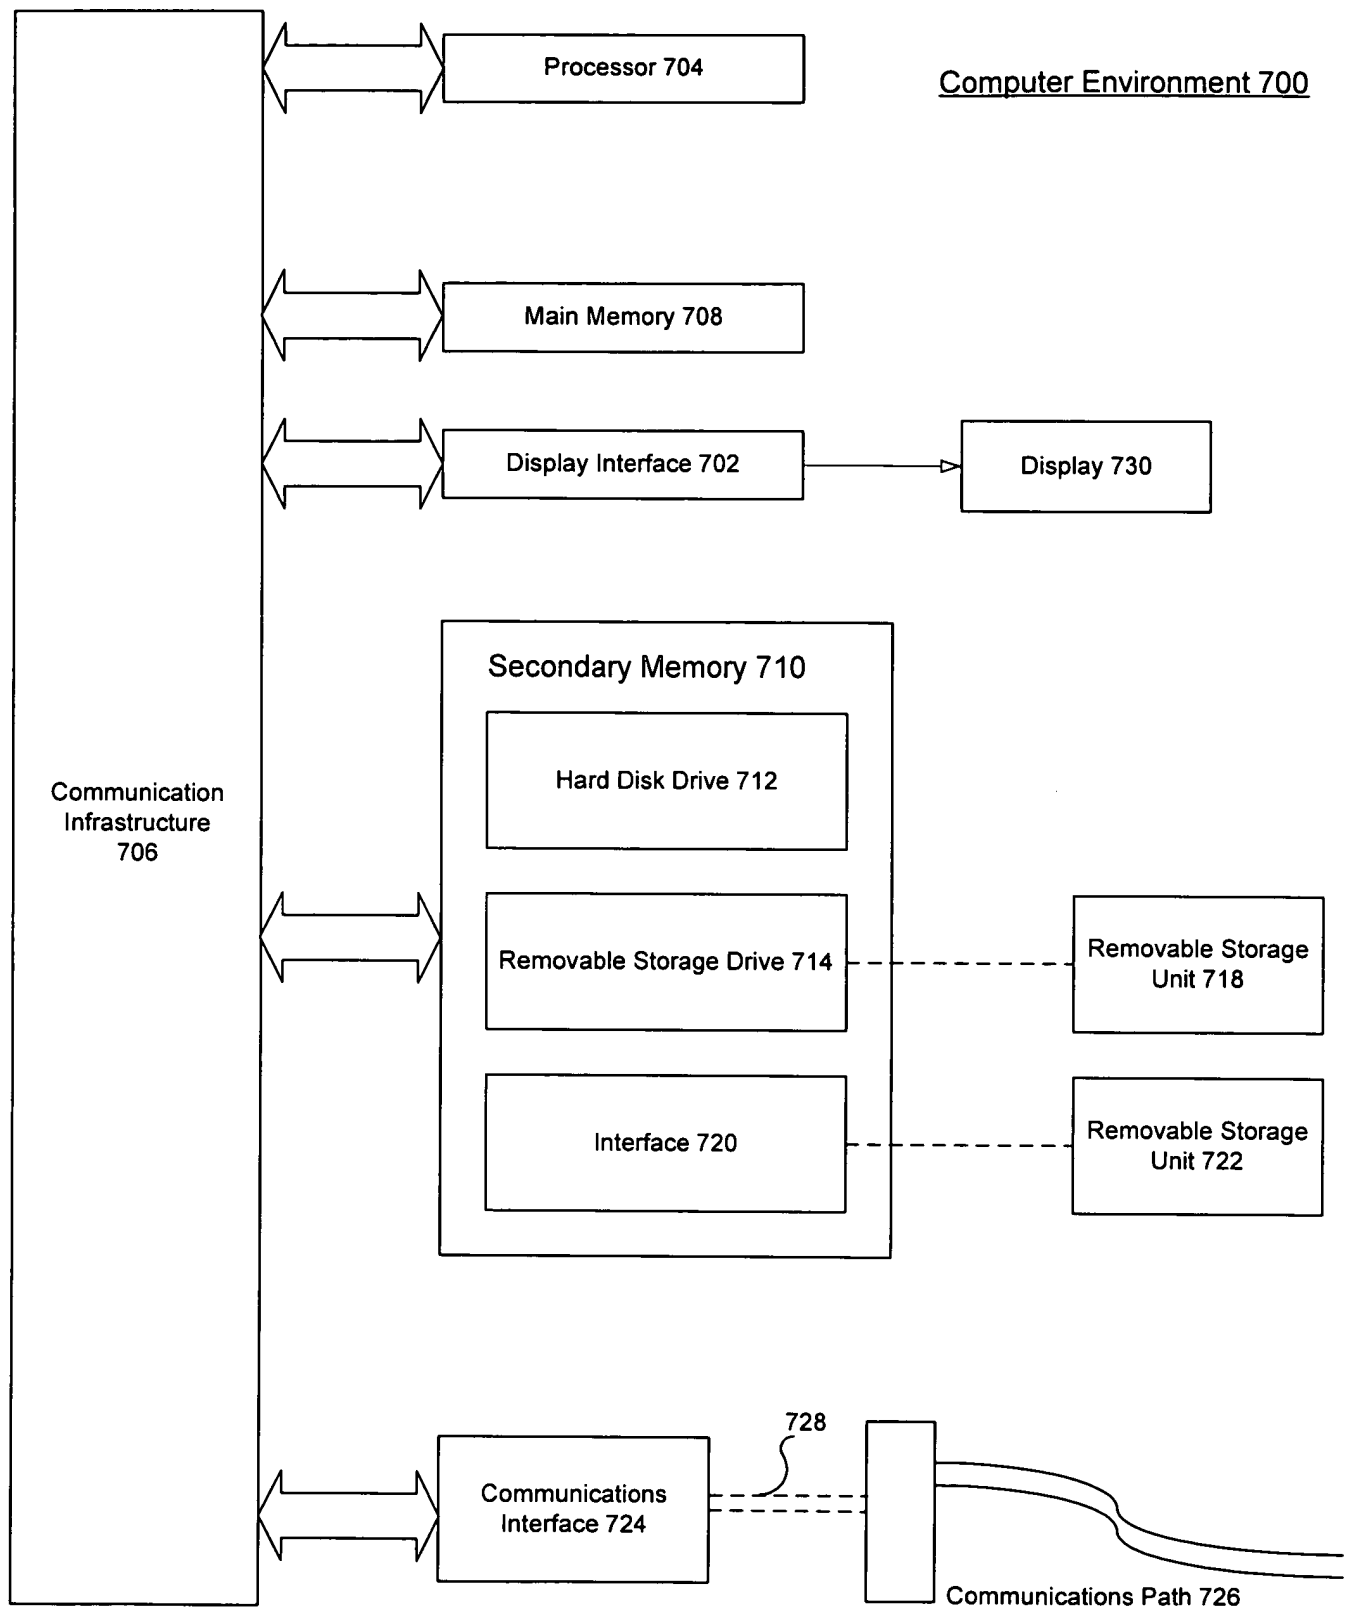 Processor 704
Computer Environment 700
Main Memory 708
Display Interface 702
Display 730
Secondary Memory 710
Hard Disk Drive 712
Communication
Infrastructure
706
Removable Storage Drive 714
Removable Storage
Unit 718
Interface 720
Removable Storage
Unit 722
728
Communications
Interface 724
Communications Path 726